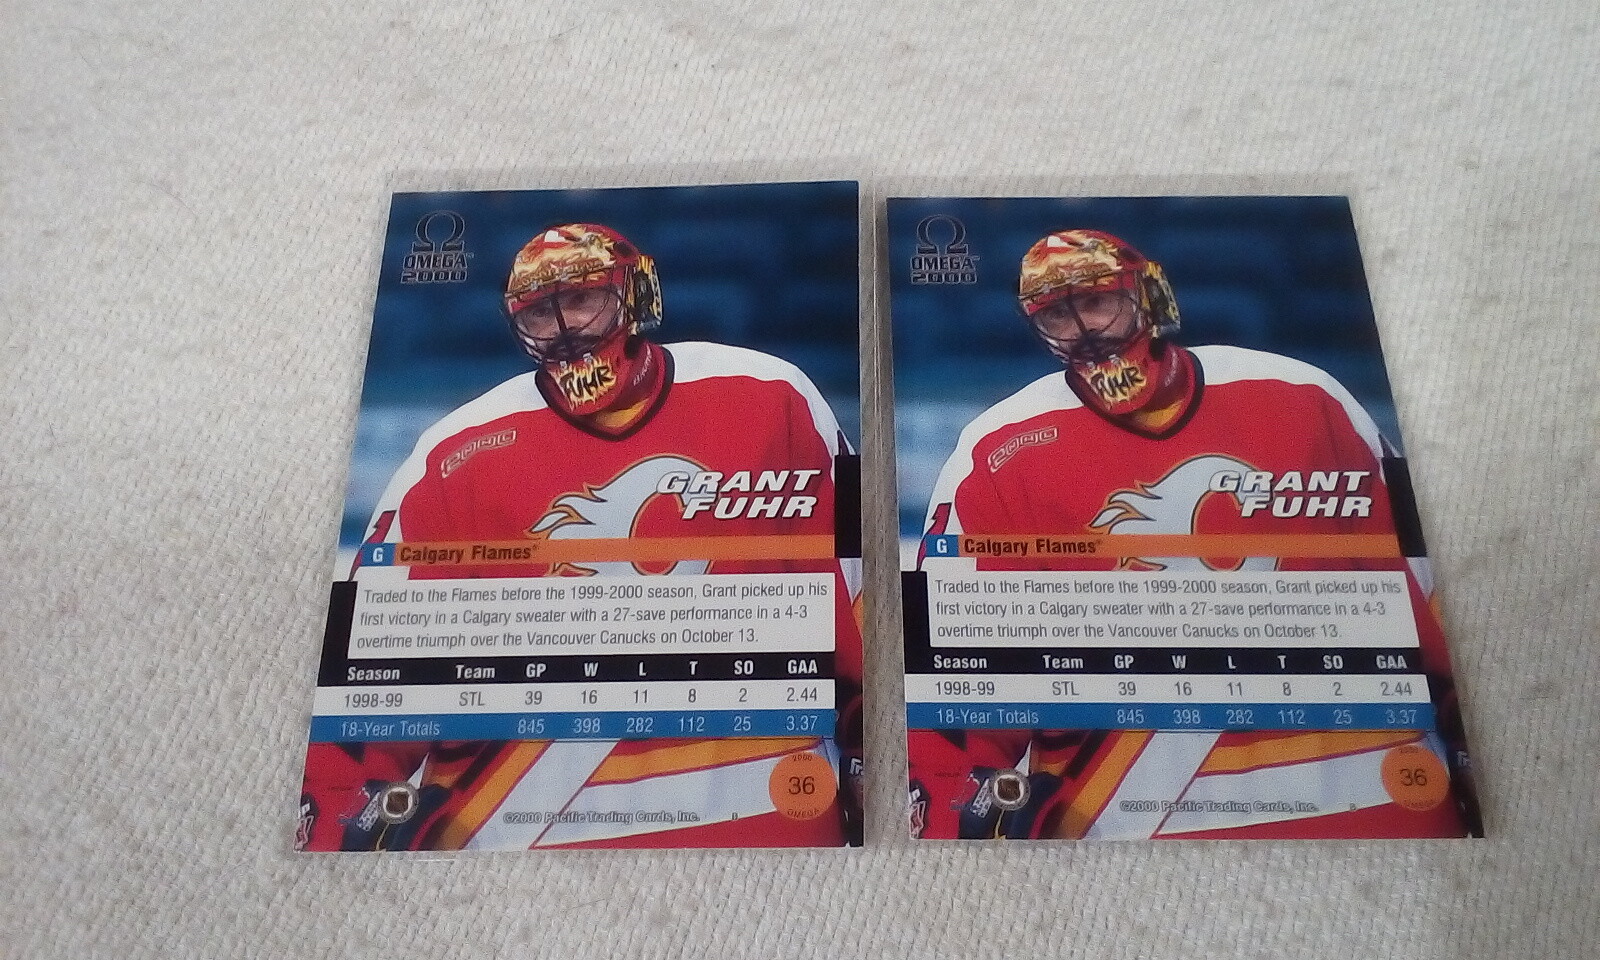 Ω
OMEGA™
2000
FUHR
2000
GRANT
FUHR
G Calgary Flames®
Traded to the Flames before the 1999-2000 season, Grant picked up his
first victory in a Calgary sweater with a 27-save performance in a 4-3
overtime triumph over the Vancouver Canucks on October 13.
Season Team GP W L T SO GAA
1998-99 STL 39 16 11 8 2 2.44
18-Year Totals 845 398 282 112 25 3.37
2000
36
OMEGA
©2000 Pacific Trading Cards, Inc.
Ω
OMEGA™
2000
FUHR
2000
GRANT
FUHR
G Calgary Flames®
Traded to the Flames before the 1999-2000 season, Grant picked up his
first victory in a Calgary sweater with a 27-save performance in a 4-3
overtime triumph over the Vancouver Canucks on October 13.
Season Team GP W L T SO GAA
1998-99 STL 39 16 11 8 2 2.44
18-Year Totals 845 398 282 112 25 3.37
2000
36
OMEGA
©2000 Pacific Trading Cards, Inc.